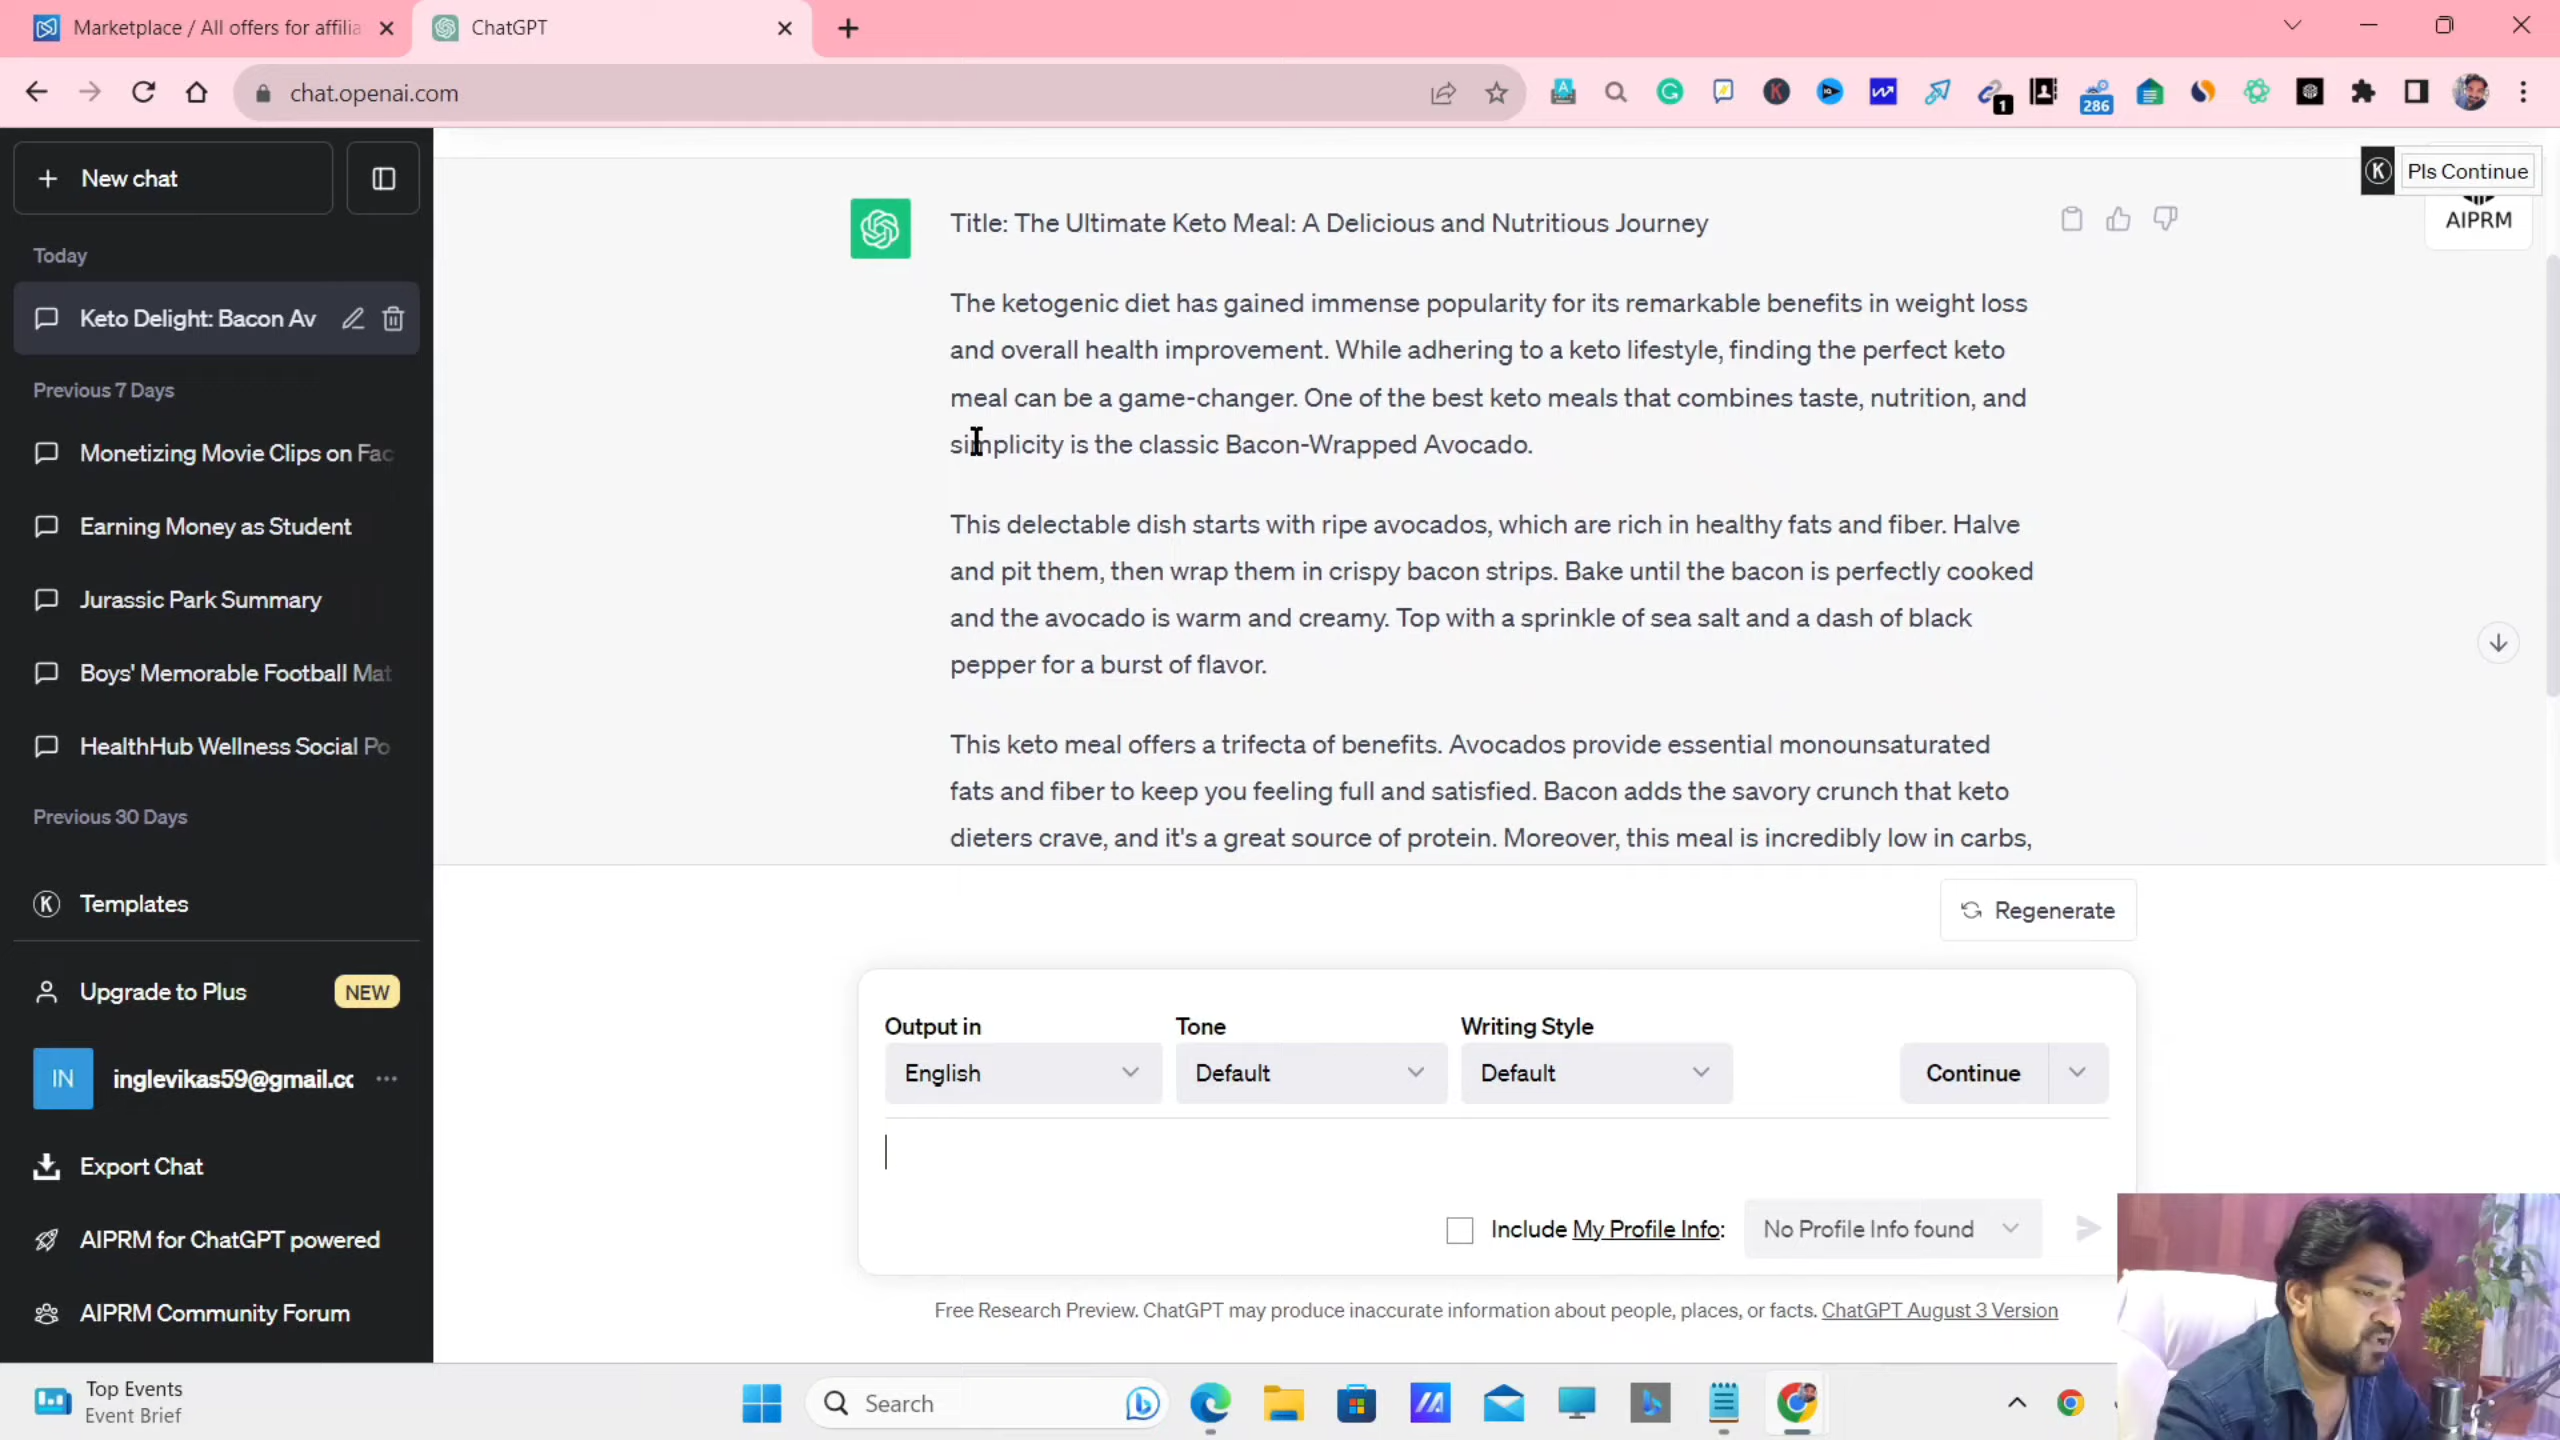 Marketplace / All offers for affilia
ChatGPT
chat.openai.com
1
286
New chat
Pls Continue
AIPRM
Today
Keto Delight: Bacon Av
Previous 7 Days
Monetizing Movie Clips on Fac
Earning Money as Student
Jurassic Park Summary
Boys' Memorable Football Mat
HealthHub Wellness Social Po
Previous 30 Days
Templates
Upgrade to Plus
NEW
IN
inglevikas59@gmail.cc
Export Chat
AIPRM for ChatGPT powered
AIPRM Community Forum
Title: The Ultimate Keto Meal: A Delicious and Nutritious Journey
The ketogenic diet has gained immense popularity for its remarkable benefits in weight loss
and overall health improvement. While adhering to a keto lifestyle, finding the perfect keto
meal can be a game-changer. One of the best keto meals that combines taste, nutrition, and
simplicity is the classic Bacon-Wrapped Avocado.
This delectable dish starts with ripe avocados, which are rich in healthy fats and fiber. Halve
and pit them, then wrap them in crispy bacon strips. Bake until the bacon is perfectly cooked
and the avocado is warm and creamy. Top with a sprinkle of sea salt and a dash of black
pepper for a burst of flavor.
This keto meal offers a trifecta of benefits. Avocados provide essential monounsaturated
fats and fiber to keep you feeling full and satisfied. Bacon adds the savory crunch that keto
dieters crave, and it's a great source of protein. Moreover, this meal is incredibly low in carbs,
Regenerate
Output in
Tone
Writing Style
English
Default
Default
Continue
Include My Profile Info:
No Profile Info found
Free Research Preview. ChatGPT may produce inaccurate information about people, places, or facts. ChatGPT August 3 Version
Top Events
Event Brief
Search